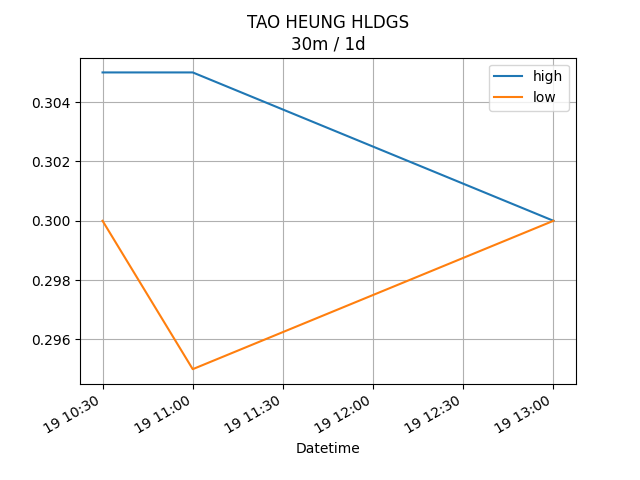 TAO HEUNG HLDGS
30m / 1d
high
low
0.304
0.302
0.300
0.298
0.296
19 10:30
19 11:00
19 11:30
19 12:00
19 12:30
19 13:00
Datetime